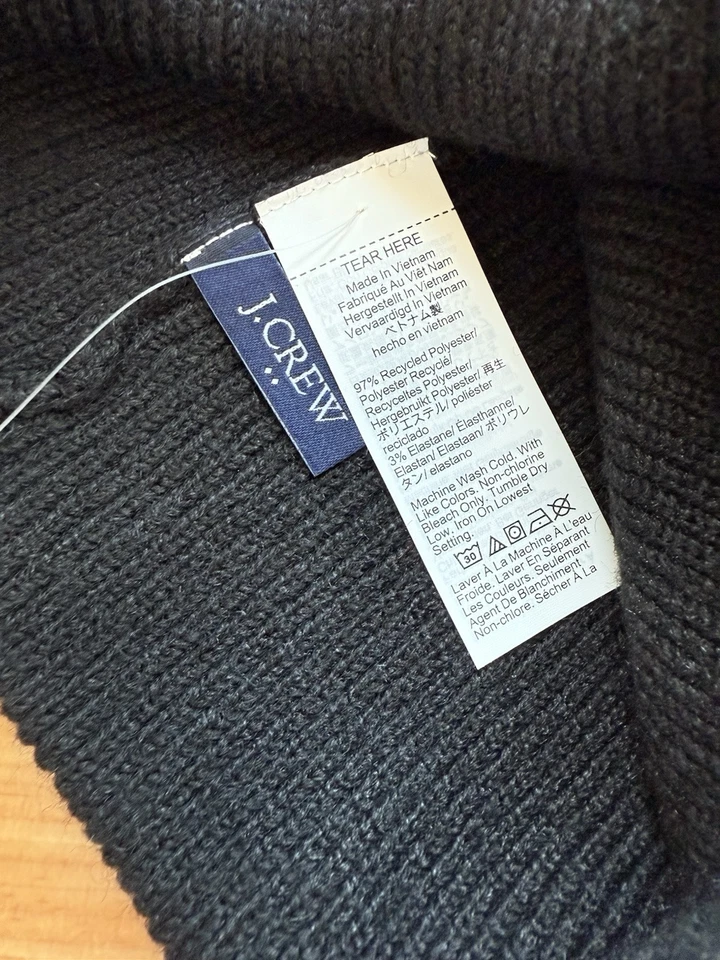 J.CREW
TEAR HERE
Made In Vietnam
Fabriqué Au Viêt Nam
Hergestellt In Vietnam
Vervaardigd In Vietnam
ベトナム製
hecho en vietnam
97% Recycled Polyester/
Polyester Recyclé/
Recyceltes Polyester/
Hergebruikt Polyester/ 再生
ポリエステル/ poliéster
reciclado
3% Elastane/ Élasthanne/
Elastan/ Elastaan/ ポリウレ
タン/ elastano
Machine Wash Cold. With
Like Colors. Non-chlorine
Bleach Only. Tumble Dry
Low. Iron On Lowest
Setting.
30
Laver À La Machine À L'eau
Froide. Laver En Séparant
Les Couleurs. Seulement
Agent De Blanchiment
Non-chlore. Sécher À La